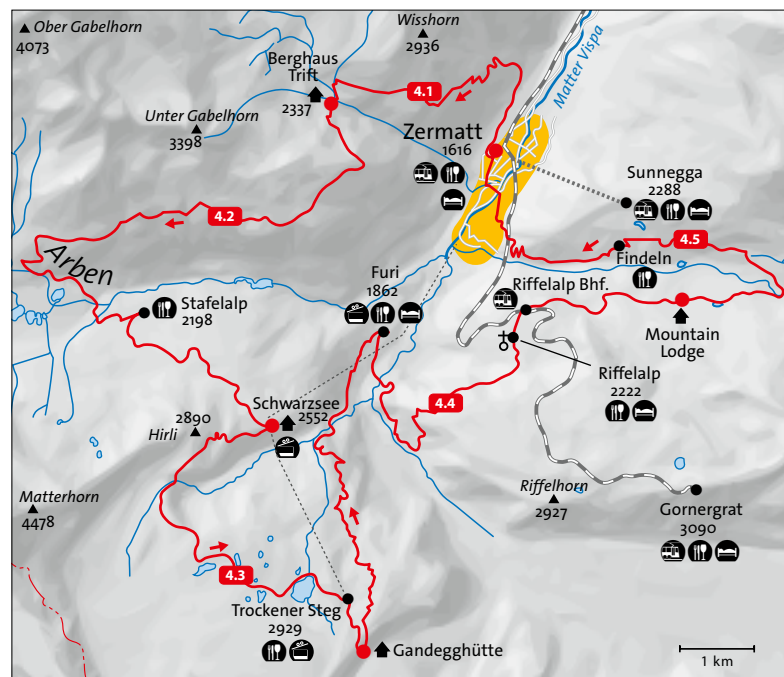 Ober Gabelhorn
4073
Wisshorn
2936
Berghaus
Trift
2337
4.1
Matter Vispa
Unter Gabelhorn
3398
Zermatt
1616
Sunnegga
2288
4.2
4.5
Arben
Findeln
Furi
1862
Riffelalp Bhf.
Stafelalp
2198
Mountain
Lodge
Riffelalp
2222
Schwarzsee
2552
4.4
2890
Hirli
Matterhorn
4478
Riffelhorn
2927
Gornergrat
3090
4.3
Trockener Steg
2929
Gandegghütte
1 km